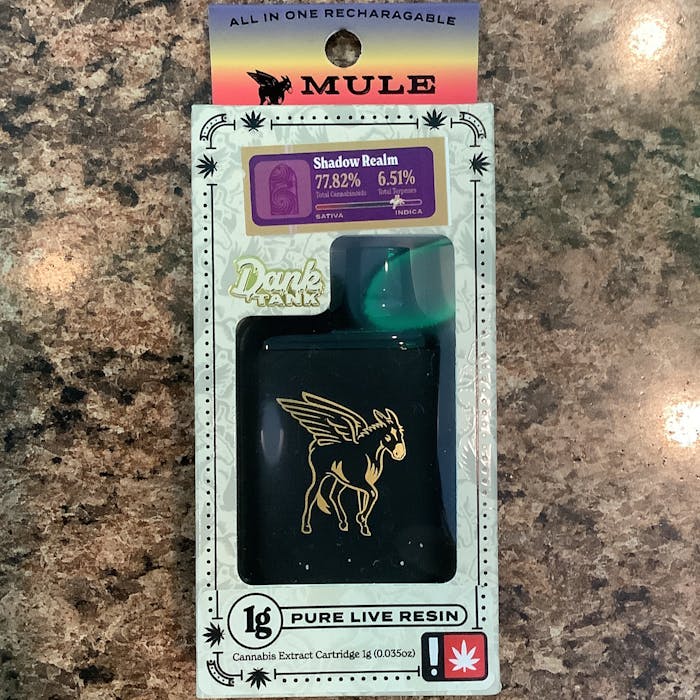 ALL IN ONE RECHARAGABLE
MULE
Shadow Realm
77.82% 6.51%
Total Cannabinoids Total Terpenes
SATIVA INDICA
Dank
TANK
1g PURE LIVE RESIN
Cannabis Extract Cartridge 1g (0.035oz)
!